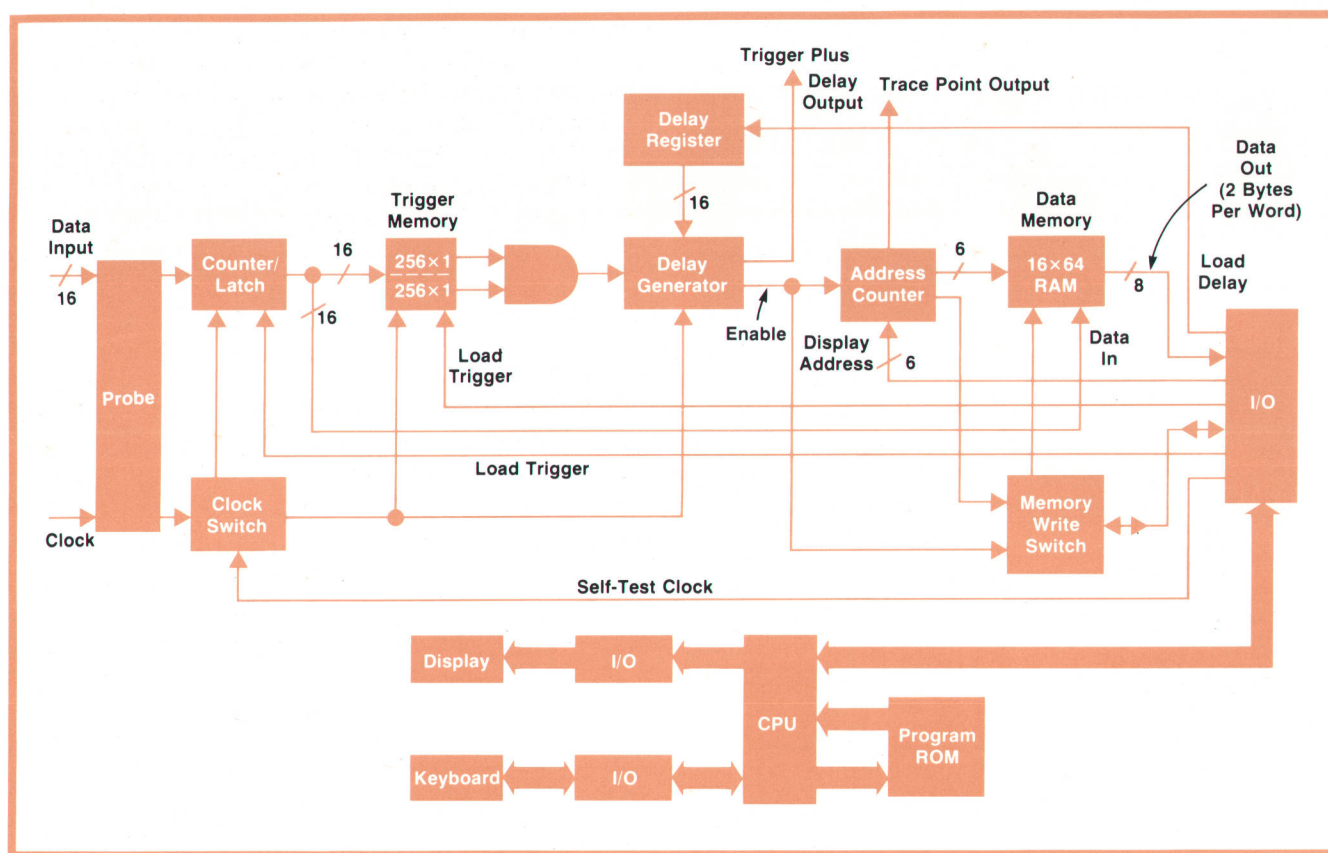 Trigger Plus
Delay
Output
Trace Point Output
Delay
Register
Data
Out
(2 Bytes
Per Word)
16
Trigger
Memory
Data
Input
16
Counter/
Latch
16
16
256×1
256×1
Delay
Generator
Enable
Address
Counter
6
Data
Memory
16×64
RAM
8
Load
Delay
Display
Address
6
Data
In
Load
Trigger
Probe
I/O
Load Trigger
Clock
Clock
Switch
Memory
Write
Switch
Self-Test Clock
Display
I/O
CPU
Program
ROM
Keyboard
I/O